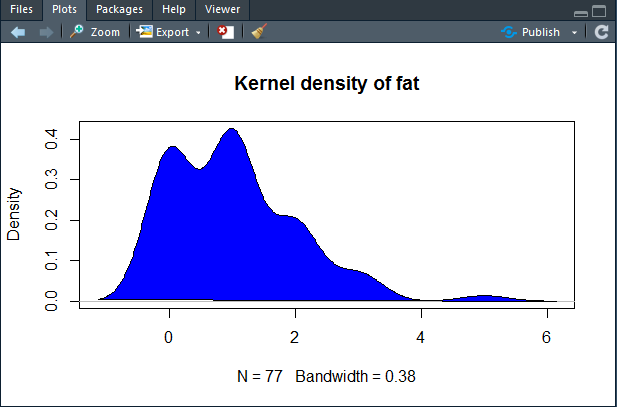 Files Plots Packages Help Viewer
Zoom Export Publish
Kernel density of fat
Density
0.4
0.3
0.2
0.1
0.0
0 2 4 6
N = 77 Bandwidth = 0.38